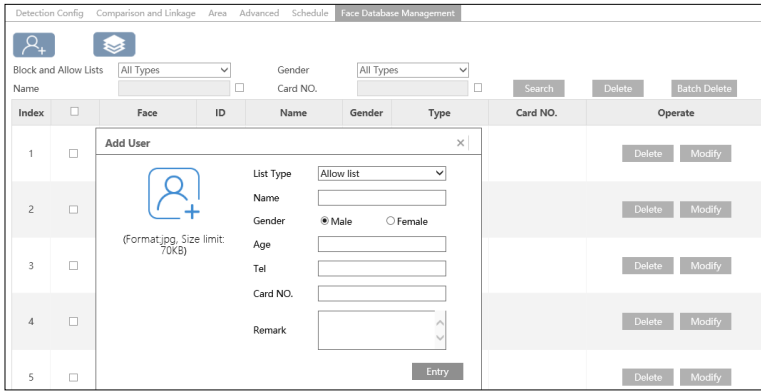 Detection Config Comparison and Linkage Area Advanced Schedule Face Database Management
Block and Allow Lists All Types Gender All Types
Name Card NO. Search Delete Batch Delete
Index Face ID Name Gender Type Card NO. Operate
Add User
1 Delete Modify
List Type Allow list
Name
2 Delete Modify
Gender Male Female
(Format:jpg, Size limit:
70KB)
Age
3 Tel Delete Modify
Card NO.
4 Remark Delete Modify
Entry
5 Delete Modify